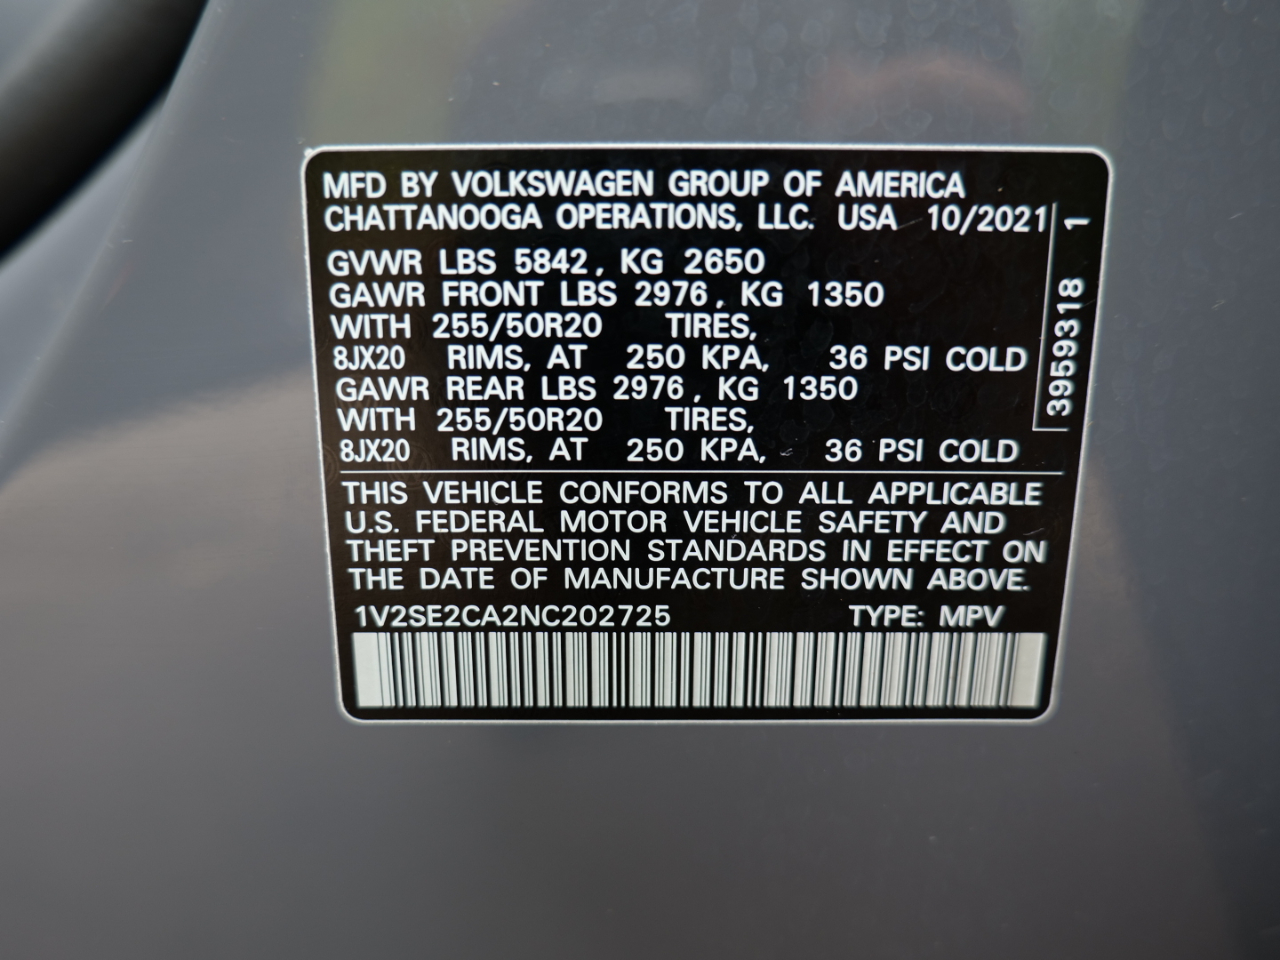 MFD BY VOLKSWAGEN GROUP OF AMERICA
CHATTANOOGA OPERATIONS, LLC. USA 10/2021
GVWR LBS 5842, KG 2650
GAWR FRONT LBS 2976, KG 1350
WITH 255/50R20 TIRES,
8JX20 RIMS, AT 250 KPA, 36 PSI COLD
GAWR REAR LBS 2976, KG 1350
WITH 255/50R20 TIRES,
8JX20 RIMS, AT 250 KPA, 36 PSI COLD
3959318 1
THIS VEHICLE CONFORMS TO ALL APPLICABLE
U.S. FEDERAL MOTOR VEHICLE SAFETY AND
THEFT PREVENTION STANDARDS IN EFFECT ON
THE DATE OF MANUFACTURE SHOWN ABOVE.
1V2SE2CA2NC202725 TYPE: MPV